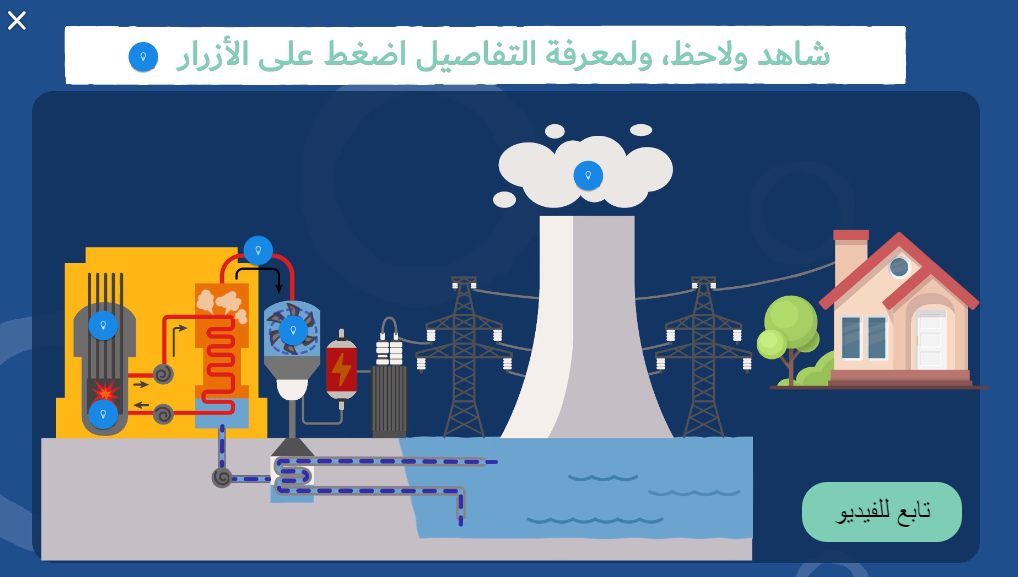 شاهد ولاحظ، ولمعرفة التفاصيل اضغط على الأزرار
تابع للفيديو